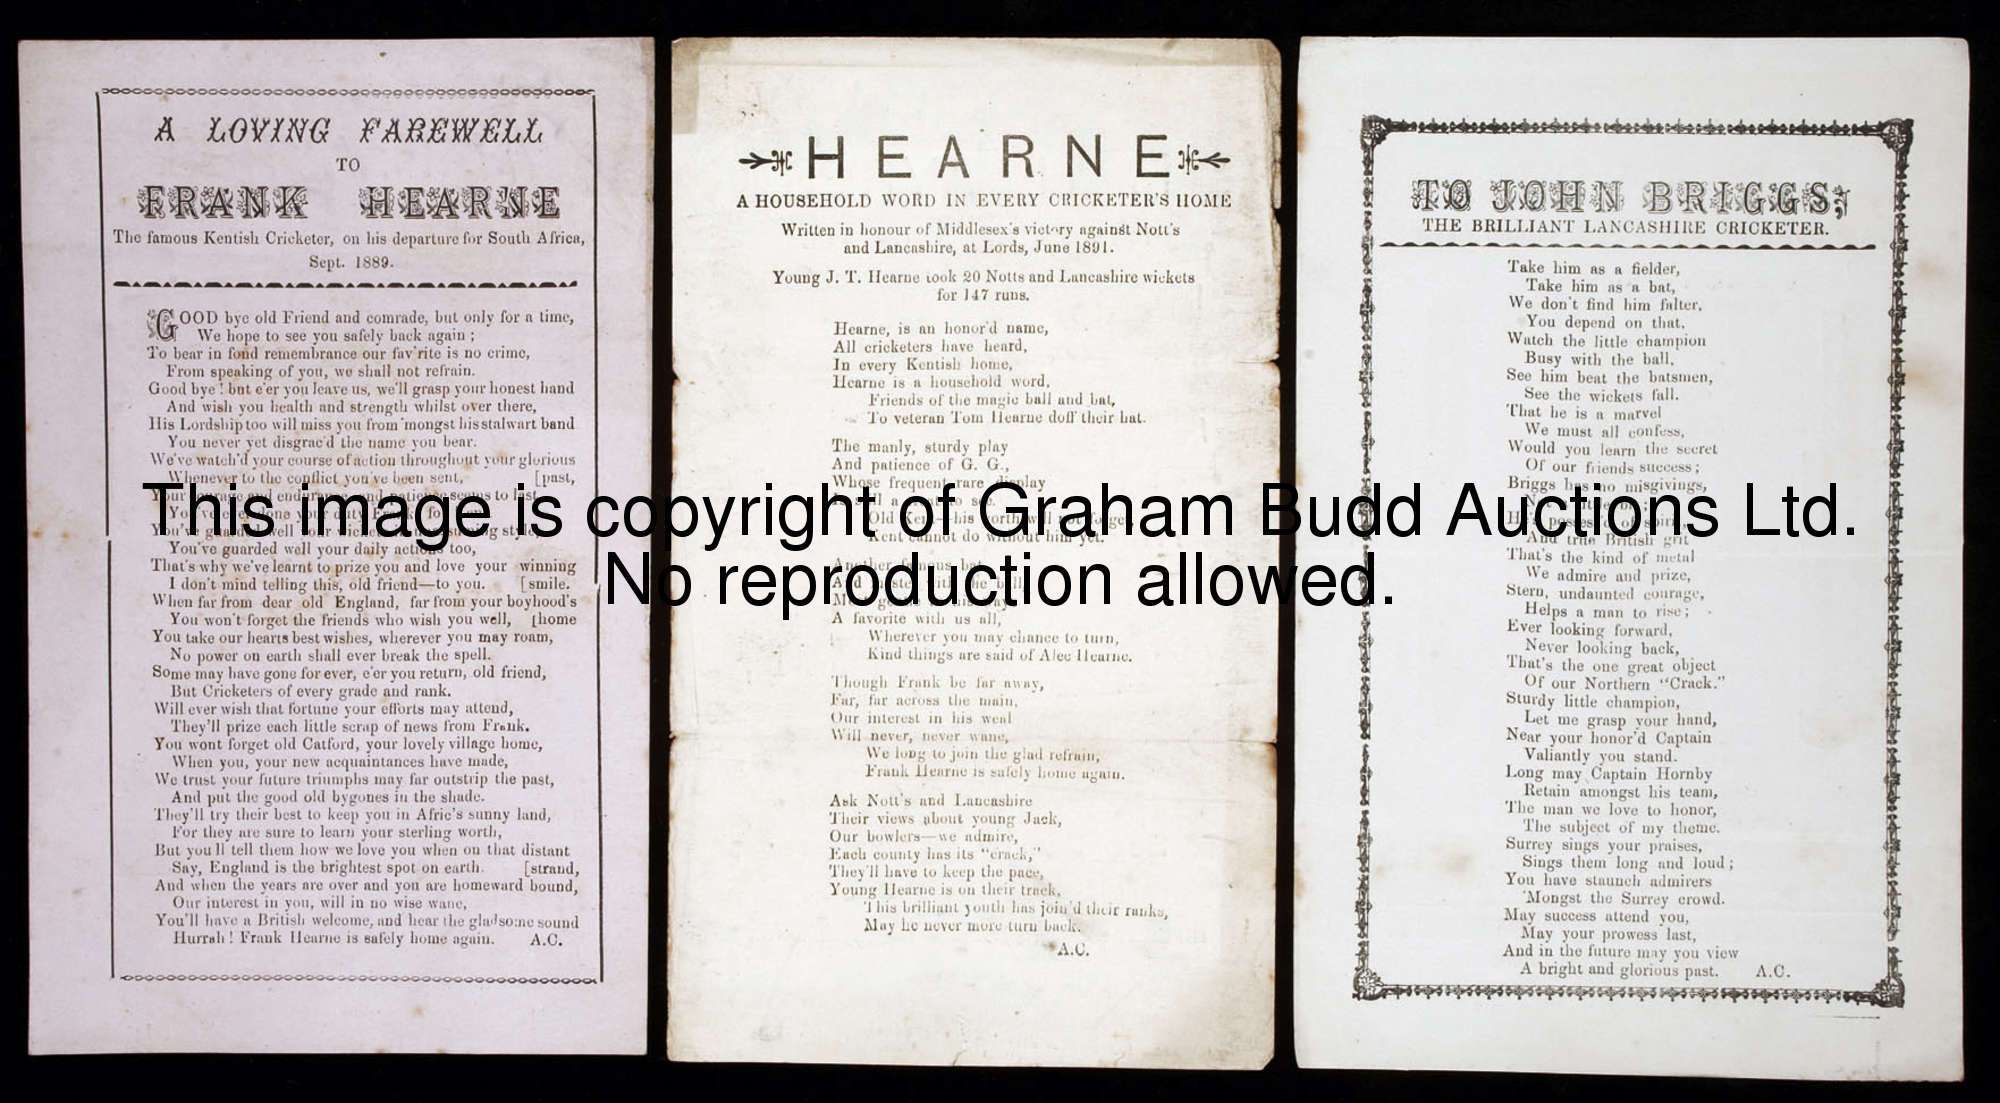 A LOVING FAREWELL
TO
FRANK HEARNE
The famous Kentish Cricketer, on his departure for South Africa,
Sept. 1889.
GOOD bye old Friend and comrade, but only for a time,
We hope to see you safely back again ;
To bear in fond remembrance our fav'rite is no crime,
From speaking of you, we shall not refrain.
Good bye ! but e'er you leave us, we'll grasp your honest hand
And wish you health and strength whilst over there,
His Lordship too will miss you from 'mongst his stalwart band
You never yet disgrac'd the name you bear.
We've watch'd your course of action throughout your glorious
Whenever to the conflict you've been sent, [past,
Your courage and endurance and patience seems to last
You've guarded well your daily actions too,
That's why we've learnt to prize you and love your winning
I don't mind telling this, old friend—to you. [smile.
When far from dear old England, far from your boyhood's
You won't forget the friends who wish you well, [home
You take our hearts best wishes, wherever you may roam,
No power on earth shall ever break the spell.
Some may have gone for ever, e'er you return, old friend,
But Cricketers of every grade and rank.
Will ever wish that fortune your efforts may attend,
They'll prize each little scrap of news from Frank.
You wont forget old Catford, your lovely village home,
When you, your new acquaintances have made,
We trust your future triumphs may far outstrip the past,
And put the good old bygones in the shade.
They'll try their best to keep you in Afric's sunny land,
For they are sure to learn your sterling worth,
But you'll tell them how we love you when on that distant
Say, England is the brightest spot on earth. [strand,
And when the years are over and you are homeward bound,
Our interest in you, will in no wise wane,
You'll have a British welcome, and hear the gladsome sound
Hurrah ! Frank Hearne is safely home again. A.C.
HEARNE
A HOUSEHOLD WORD IN EVERY CRICKETER'S HOME
Written in honour of Middlesex's victory against Nott's
and Lancashire, at Lords, June 1891.
Young J. T. Hearne took 20 Notts and Lancashire wickets
for 147 runs.
Hearne, is an honor'd name,
All cricketers have heard,
In every Kentish home,
Hearne is a household word,
Friends of the magic ball and bat,
To veteran Tom Hearne doff their hat.
The manly, sturdy play
And patience of G. G.,
Whose frequent rare display
Kent cannot do without him yet.
A favorite with us all,
Wherever you may chance to turn,
Kind things are said of Alec Hearne.
Though Frank be far away,
Far, far across the main,
Our interest in his weal
Will never, never wane,
We long to join the glad refrain,
Frank Hearne is safely home again.
Ask Nott's and Lancashire
Their views about young Jack,
Our bowlers—we admire,
Each county has its "crack,"
They'll have to keep the pace,
Young Hearne is on their track,
This brilliant youth has join'd their ranks,
May he never more turn back.
A.C.
TO JOHN BRIGGS;
THE BRILLIANT LANCASHIRE CRICKETER.
Take him as a fielder,
Take him as a bat,
We don't find him falter,
You depend on that.
Watch the little champion
Busy with the ball,
See him beat the batsmen,
See the wickets fall.
That he is a marvel
We must all confess,
Would you learn the secret
Of our friends success ;
Briggs has no misgivings,
And true British grit
That's the kind of metal
We admire and prize,
Stern, undaunted courage,
Helps a man to rise ;
Ever looking forward,
Never looking back,
That's the one great object
Of our Northern "Crack."
Sturdy little champion,
Let me grasp your hand,
Near your honor'd Captain
Valiantly you stand.
Long may Captain Hornby
Retain amongst his team,
The man we love to honor,
The subject of my theme.
Surrey sings your praises,
Sings them long and loud ;
You have staunch admirers
'Mongst the Surrey crowd.
May success attend you,
May your prowess last,
And in the future may you view
A bright and glorious past. A.C.
This image is copyright of Graham Budd Auctions Ltd.
No reproduction allowed.